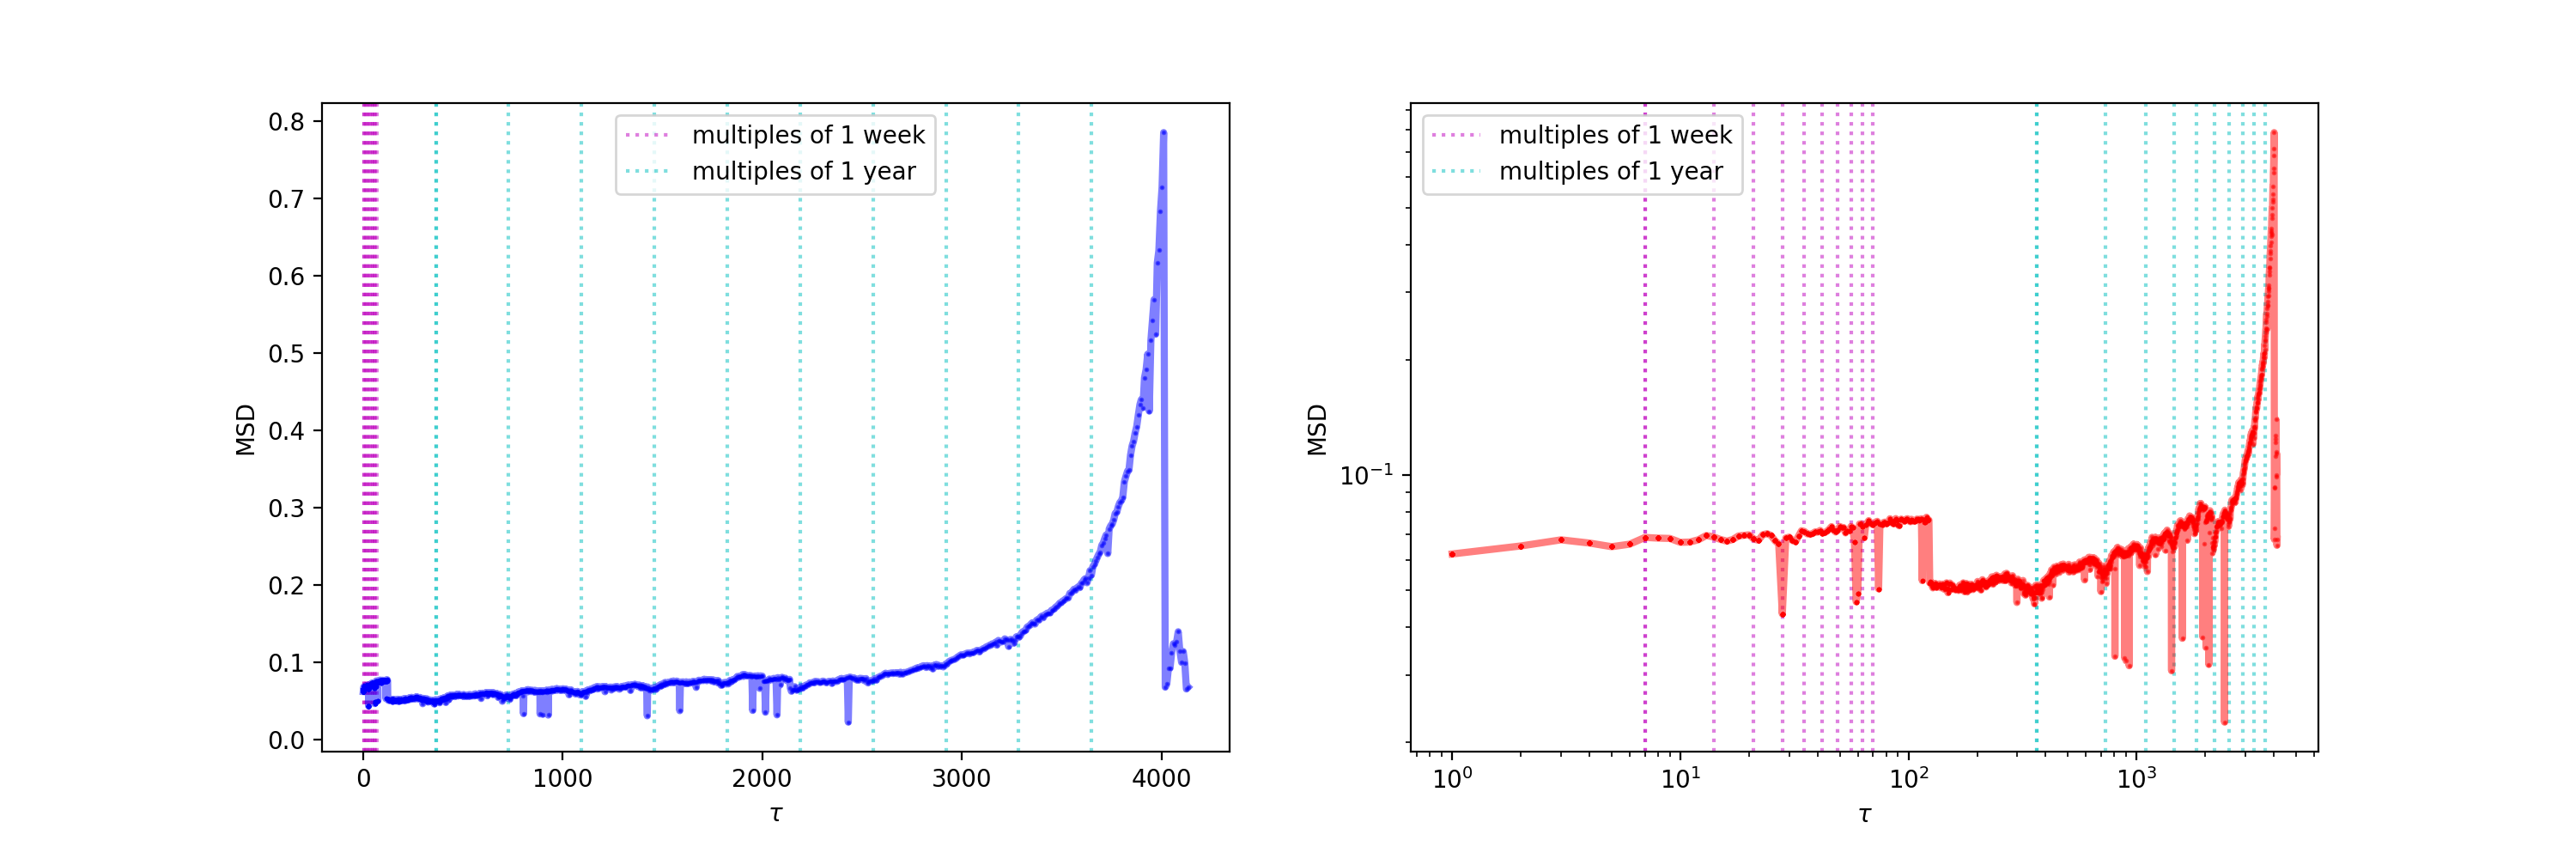 0.8
0.7
0.6
0.5
0.4
0.3
0.2
0.1
0.0
MSD
0 1000 2000 3000 4000
τ
multiples of 1 week
multiples of 1 year
10⁻¹
MSD
10⁰ 10¹ 10² 10³
τ
multiples of 1 week
multiples of 1 year